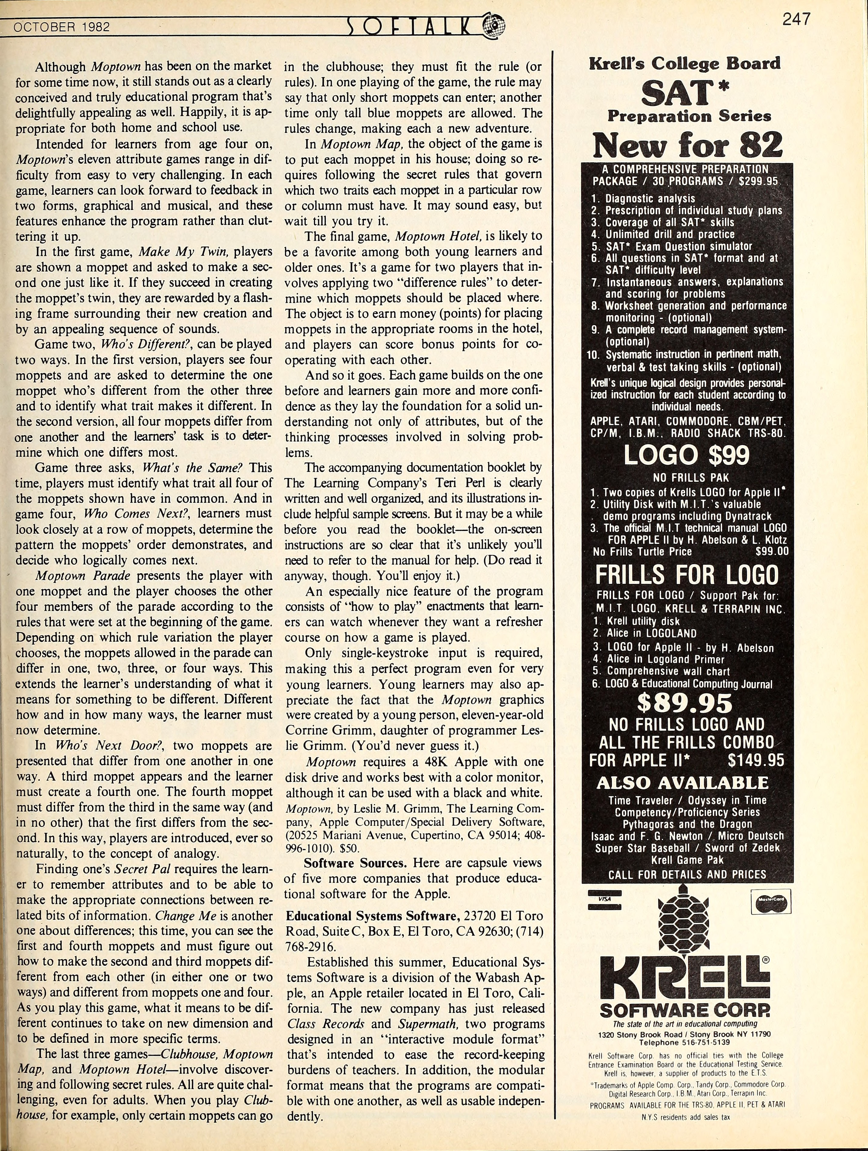 OCTOBER 1982
SOFTALK
247
Although Moptown has been on the market
for some time now, it still stands out as a clearly
conceived and truly educational program that's
delightfully appealing as well. Happily, it is ap-
propriate for both home and school use.
Intended for learners from age four on,
Moptown's eleven attribute games range in dif-
ficulty from easy to very challenging. In each
game, learners can look forward to feedback in
two forms, graphical and musical, and these
features enhance the program rather than clut-
tering it up.
In the first game, Make My Twin, players
are shown a moppet and asked to make a sec-
ond one just like it. If they succeed in creating
the moppet's twin, they are rewarded by a flash-
ing frame surrounding their new creation and
by an appealing sequence of sounds.
Game two, Who's Different?, can be played
two ways. In the first version, players see four
moppets and are asked to determine the one
moppet who's different from the other three
and to identify what trait makes it different. In
the second version, all four moppets differ from
one another and the learners' task is to deter-
mine which one differs most.
Game three asks, What's the Same? This
time, players must identify what trait all four of
the moppets shown have in common. And in
game four, Who Comes Next?, learners must
look closely at a row of moppets, determine the
pattern the moppets' order demonstrates, and
decide who logically comes next.
Moptown Parade presents the player with
one moppet and the player chooses the other
four members of the parade according to the
rules that were set at the beginning of the game.
Depending on which rule variation the player
chooses, the moppets allowed in the parade can
differ in one, two, three, or four ways. This
extends the learner's understanding of what it
means for something to be different. Different
how and in how many ways, the learner must
now determine.
In Who's Next Door?, two moppets are
presented that differ from one another in one
way. A third moppet appears and the learner
must create a fourth one. The fourth moppet
must differ from the third in the same way (and
in no other) that the first differs from the sec-
ond. In this way, players are introduced, ever so
naturally, to the concept of analogy.
Finding one's Secret Pal requires the learn-
er to remember attributes and to be able to
make the appropriate connections between re-
lated bits of information. Change Me is another
one about differences; this time, you can see the
first and fourth moppets and must figure out
how to make the second and third moppets dif-
ferent from each other (in either one or two
ways) and different from moppets one and four.
As you play this game, what it means to be dif-
ferent continues to take on new dimension and
to be defined in more specific terms.
The last three games—Clubhouse, Moptown
Map, and Moptown Hotel—involve discover-
ing and following secret rules. All are quite chal-
lenging, even for adults. When you play Club-
house, for example, only certain moppets can go
in the clubhouse; they must fit the rule (or
rules). In one playing of the game, the rule may
say that only short moppets can enter; another
time only tall blue moppets are allowed. The
rules change, making each a new adventure.
In Moptown Map, the object of the game is
to put each moppet in his house; doing so re-
quires following the secret rules that govern
which two traits each moppet in a particular row
or column must have. It may sound easy, but
wait till you try it.
The final game, Moptown Hotel, is likely to
be a favorite among both young learners and
older ones. It's a game for two players that in-
volves applying two "difference rules" to deter-
mine which moppets should be placed where.
The object is to earn money (points) for placing
moppets in the appropriate rooms in the hotel,
and players can score bonus points for co-
operating with each other.
And so it goes. Each game builds on the one
before and learners gain more and more confi-
dence as they lay the foundation for a solid un-
derstanding not only of attributes, but of the
thinking processes involved in solving prob-
lems.
The accompanying documentation booklet by
The Learning Company's Teri Perl is clearly
written and well organized, and its illustrations in-
clude helpful sample screens. But it may be a while
before you read the booklet—the on-screen
instructions are so clear that it's unlikely you'll
need to refer to the manual for help. (Do read it
anyway, though. You'll enjoy it.)
An especially nice feature of the program
consists of "how to play" enactments that learn-
ers can watch whenever they want a refresher
course on how a game is played.
Only single-keystroke input is required,
making this a perfect program even for very
young learners. Young learners may also ap-
preciate the fact that the Moptown graphics
were created by a young person, eleven-year-old
Corrine Grimm, daughter of programmer Les-
lie Grimm. (You'd never guess it.)
Moptown requires a 48K Apple with one
disk drive and works best with a color monitor,
although it can be used with a black and white.
Moptown, by Leslie M. Grimm, The Learning Com-
pany, Apple Computer/Special Delivery Software,
(20525 Mariani Avenue, Cupertino, CA 95014; 408-
996-1010). $50.
Software Sources. Here are capsule views
of five more companies that produce educa-
tional software for the Apple.
Educational Systems Software, 23720 El Toro
Road, Suite C, Box E, El Toro, CA 92630; (714)
768-2916.
Established this summer, Educational Sys-
tems Software is a division of the Wabash Ap-
ple, an Apple retailer located in El Toro, Cali-
fornia. The new company has just released
Class Records and Supermath, two programs
designed in an "interactive module format"
that's intended to ease the record-keeping
burdens of teachers. In addition, the modular
format means that the programs are compati-
ble with one another, as well as usable indepen-
dently.
Krell's College Board
SAT*
Preparation Series
New for 82
A COMPREHENSIVE PREPARATION
PACKAGE / 30 PROGRAMS / $299.95
1. Diagnostic analysis
2. Prescription of individual study plans
3. Coverage of all SAT* skills
4. Unlimited drill and practice
5. SAT* Exam Question simulator
6. All questions in SAT* format and at
SAT* difficulty level
7. Instantaneous answers, explanations
and scoring for problems
8. Worksheet generation and performance
monitoring - (optional)
9. A complete record management system-
(optional)
10. Systematic instruction in pertinent math,
verbal & test taking skills - (optional)
Krell's unique logical design provides personal-
ized instruction for each student according to
individual needs.
APPLE, ATARI, COMMODORE, CBM/PET,
CP/M, I.B.M., RADIO SHACK TRS-80.
LOGO $99
NO FRILLS PAK
1. Two copies of Krells LOGO for Apple II*
2. Utility Disk with M.I.T.'s valuable
demo programs including Dynatrack
3. The official M.I.T technical manual LOGO
FOR APPLE II by H. Abelson & L. Klotz
No Frills Turtle Price $99.00
FRILLS FOR LOGO
FRILLS FOR LOGO / Support Pak for:
M.I.T. LOGO, KRELL & TERRAPIN INC.
1. Krell utility disk
2. Alice in LOGOLAND
3. LOGO for Apple II - by H. Abelson
4. Alice in Logoland Primer
5. Comprehensive wall chart
6. LOGO & Educational Computing Journal
$89.95
NO FRILLS LOGO AND
ALL THE FRILLS COMBO
FOR APPLE II* $149.95
ALSO AVAILABLE
Time Traveler / Odyssey in Time
Competency/Proficiency Series
Pythagoras and the Dragon
Isaac and F. G. Newton / Micro Deutsch
Super Star Baseball / Sword of Zedek
Krell Game Pak
CALL FOR DETAILS AND PRICES
VISA
MasterCard
KRELL®
SOFTWARE CORP.
The state of the art in educational computing
1320 Stony Brook Road / Stony Brook NY 11790
Telephone 516-751-5139
Krell Software Corp. has no official ties with the College
Entrance Examination Board or the Educational Testing Service.
Krell is, however, a supplier of products to the E.T.S.
*Trademarks of Apple Comp. Corp., Tandy Corp., Commodore Corp.
Digital Research Corp., I.B.M., Atari Corp., Terrapin Inc.
PROGRAMS AVAILABLE FOR THE TRS-80, APPLE II, PET & ATARI
N.Y.S residents add sales tax